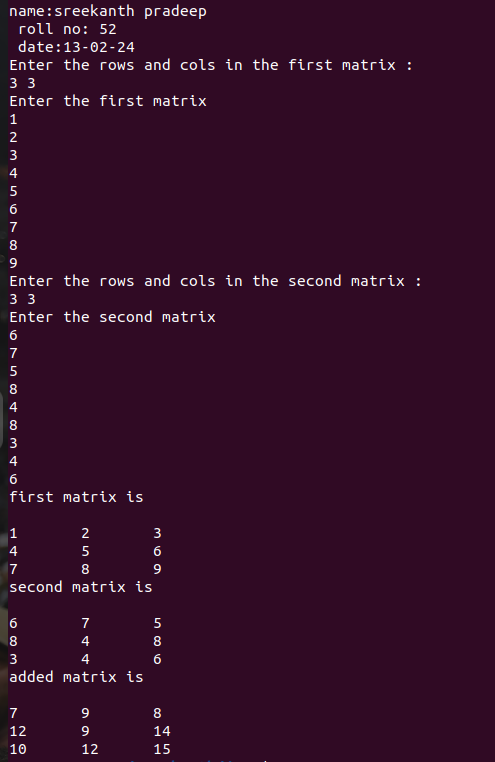 name:sreekanth pradeep
 roll no: 52
 date:13-02-24
Enter the rows and cols in the first matrix :
3 3
Enter the first matrix
1
2
3
4
5
6
7
8
9
Enter the rows and cols in the second matrix :
3 3
Enter the second matrix
6
7
5
8
4
8
3
4
6
first matrix is

1	2	3
4	5	6
7	8	9
second matrix is

6	7	5
8	4	8
3	4	6
added matrix is

7	9	8
12	9	14
10	12	15